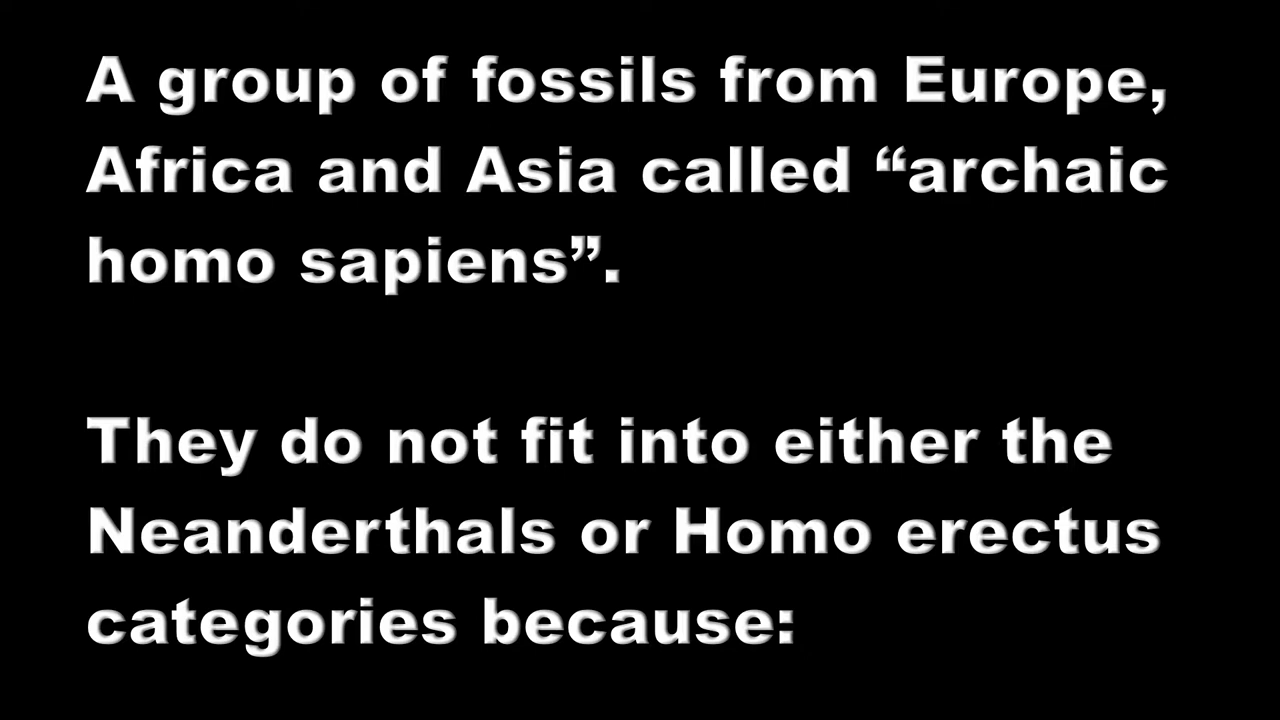 A group of fossils from Europe,
Africa and Asia called “archaic
homo sapiens”.
They do not fit into either the
Neanderthals or Homo erectus
categories because: